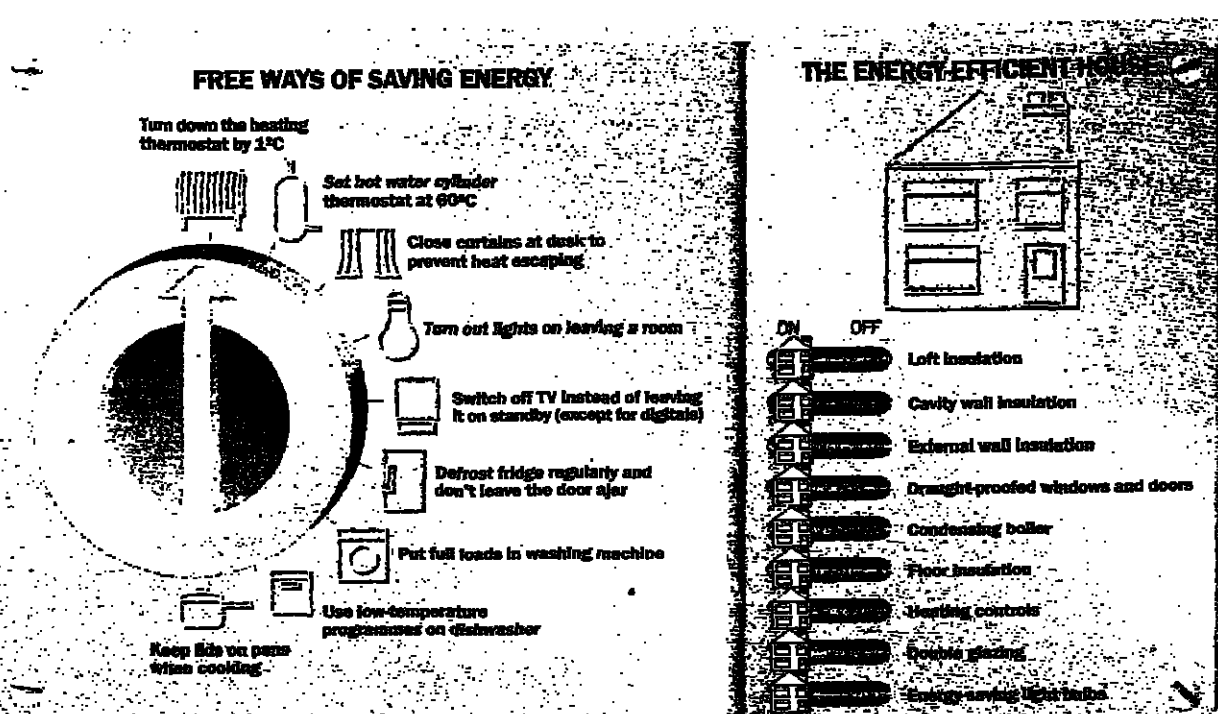 FREE WAYS OF SAVING ENERGY
Turn down the heating
thermostat by 1ºC
Set hot water cylinder
thermostat at 60ºC
Close curtains at dusk to
prevent heat escaping
Turn out lights on leaving a room
Switch off TV instead of leaving
it on standby (except for digitals)
Defrost fridge regularly and
don't leave the door ajar
Put full loads in washing machine
Use low-temperature
programmes on dishwasher
Keep lids on pans
when cooking
THE ENERGY-EFFICIENT HOUSE
ON OFF
Loft insulation
Cavity wall insulation
External wall insulation
Draught-proofed windows and doors
Condensing boiler
Floor insulation
Heating controls
Double glazing
Energy-saving light bulbs